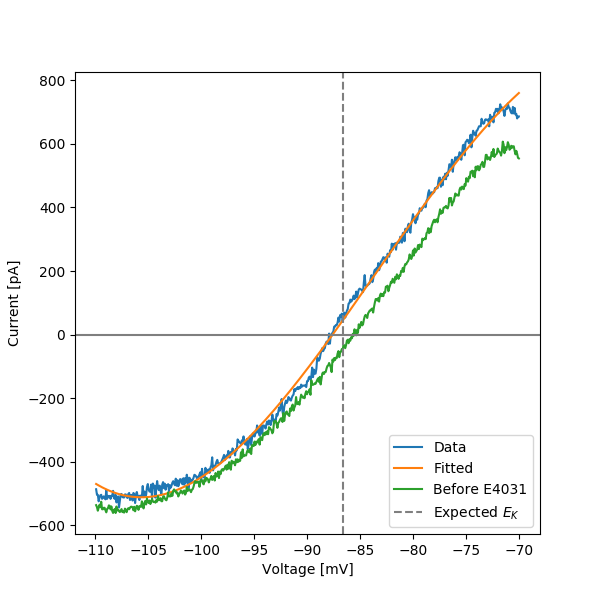 800
600
400
200
0
−200
−400
−600
Current [pA]
−110
−105
−100
−95
−90
−85
−80
−75
−70
Voltage [mV]
Data
Fitted
Before E4031
Expected E_K